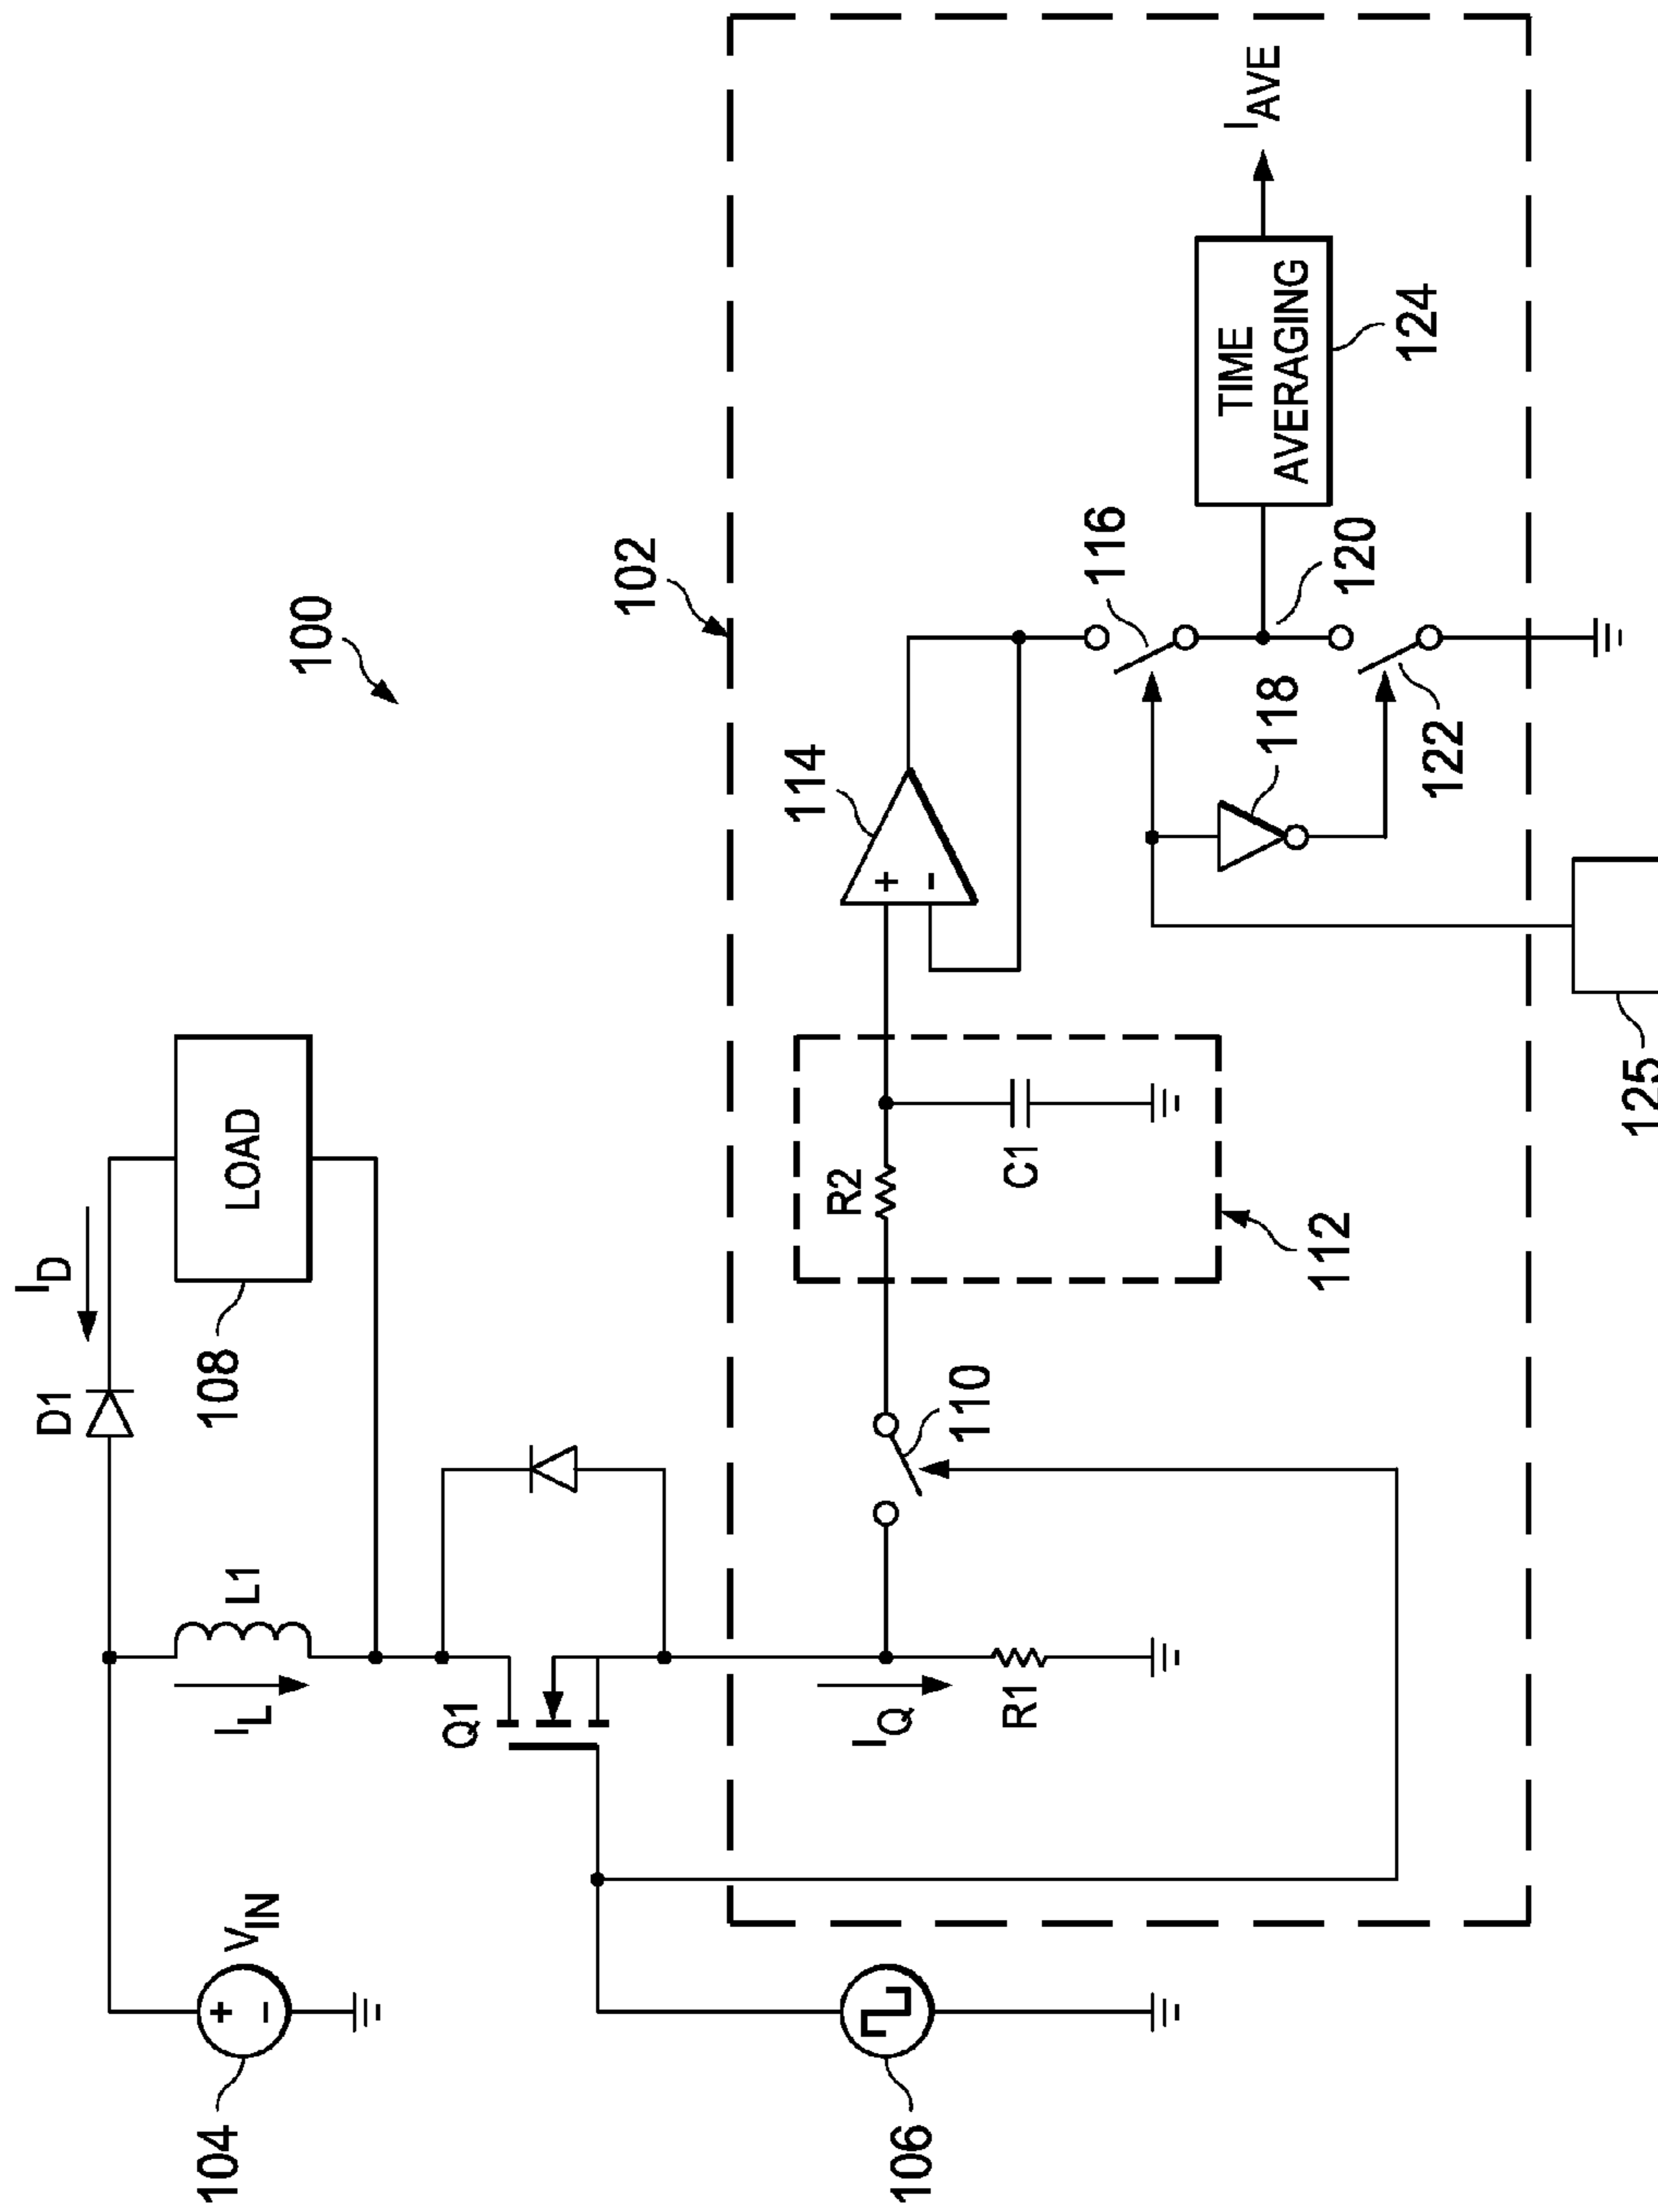 100
104
V_IN
I_L
L1
D1
I_D
LOAD
108
Q1
106
102
I_Q
R1
110
R2
C1
112
114
+
-
116
118
120
122
TIME
AVERAGING
124
I_AVE
125
+
-